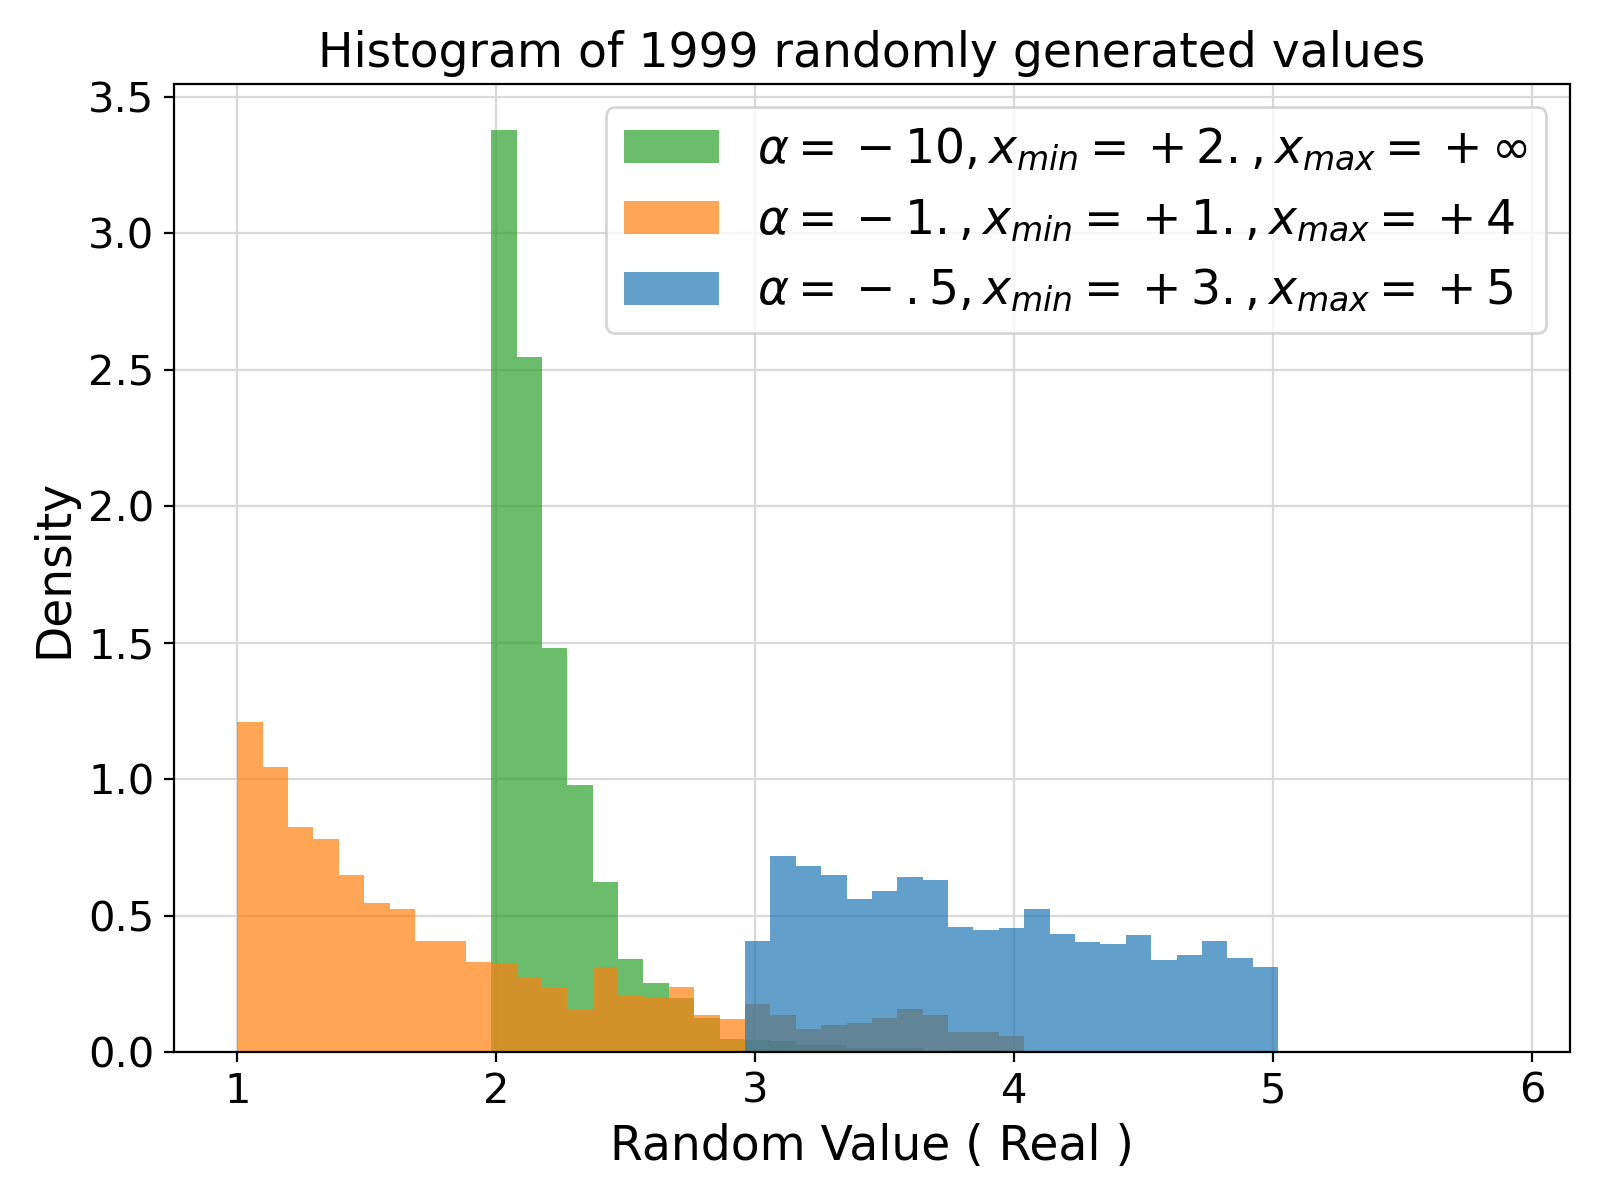 Histogram of 1999 randomly generated values
3.5
3.0
2.5
2.0
1.5
1.0
0.5
0.0
Density
α = − 10, x_min = + 2. , x_max = + ∞
α = − 1. , x_min = + 1. , x_max = + 4
α = − . 5, x_min = + 3. , x_max = + 5
1 2 3 4 5 6
Random Value ( Real )